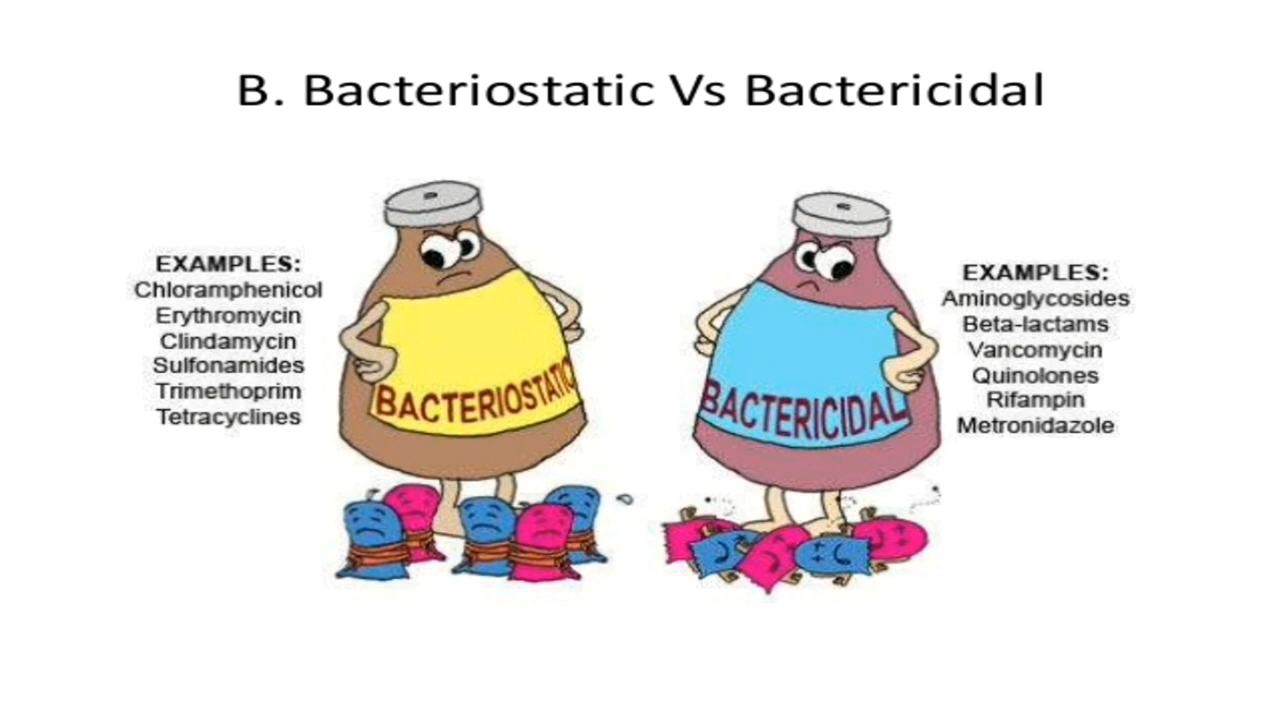 B. Bacteriostatic Vs Bactericidal
EXAMPLES:
Chloramphenicol
Erythromycin
Clindamycin
Sulfonamides
Trimethoprim
Tetracyclines
BACTERIOSTATIC
BACTERICIDAL
EXAMPLES:
Aminoglycosides
Beta-lactams
Vancomycin
Quinolones
Rifampin
Metronidazole